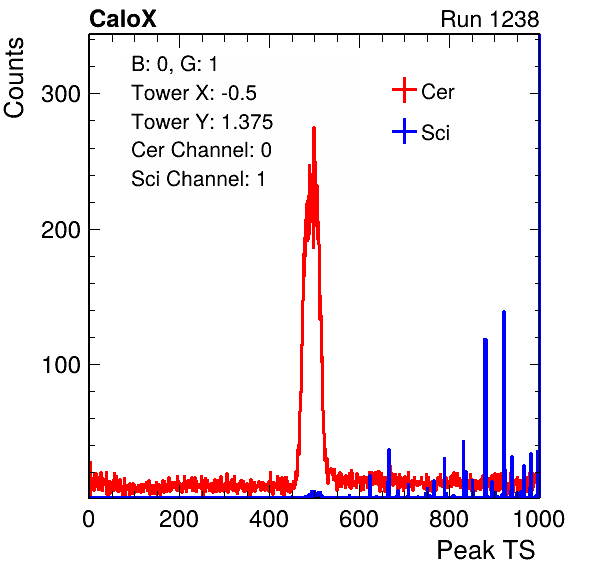 CaloX Run 1238
Counts
B: 0, G: 1
Tower X: -0.5
Tower Y: 1.375
Cer Channel: 0
Sci Channel: 1
Cer
Sci
300
200
100
0 200 400 600 800 1000
Peak TS